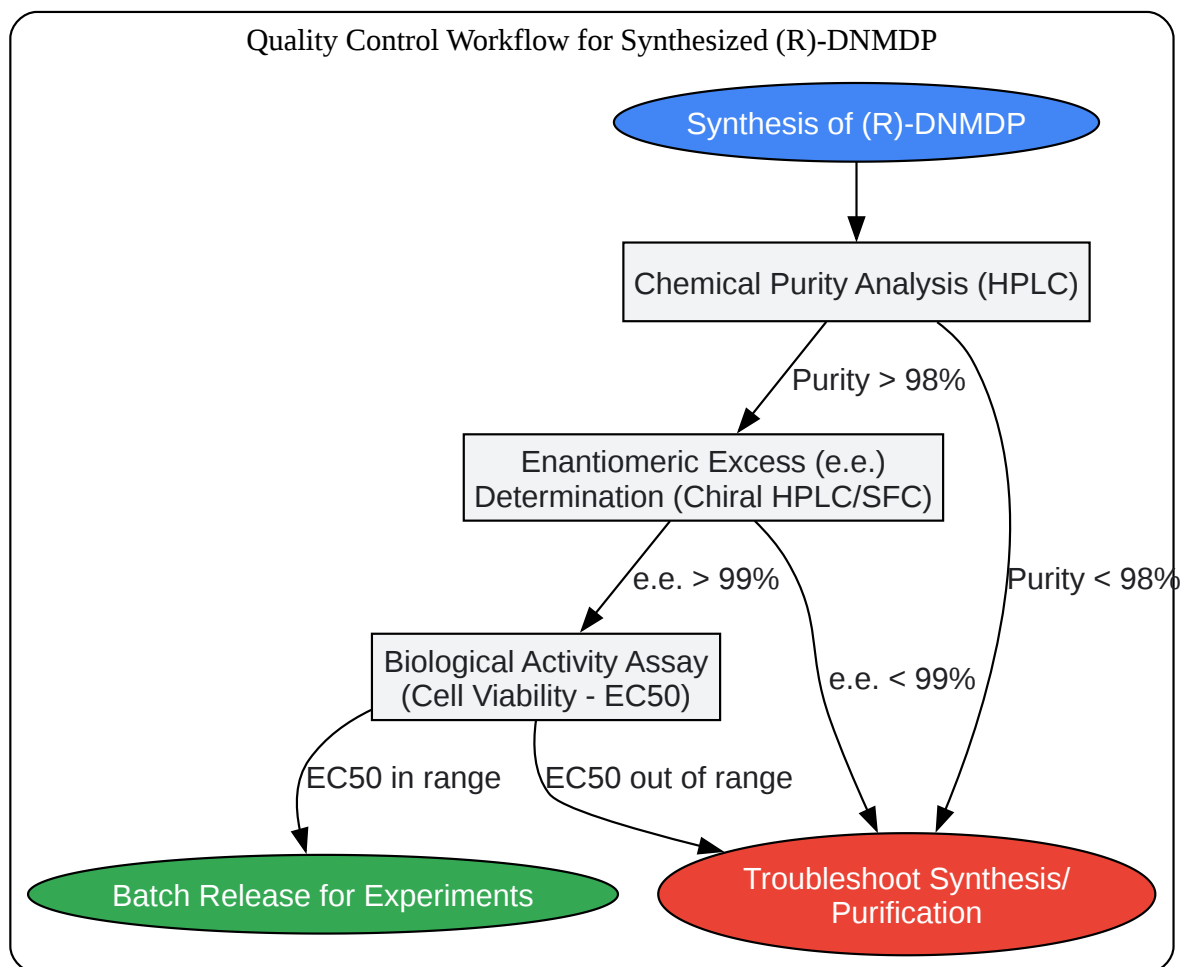 Quality Control Workflow for Synthesized (R)-DNMDP
Synthesis of (R)-DNMDP
Chemical Purity Analysis (HPLC)
Purity > 98%
Enantiomeric Excess (e.e.)
Determination (Chiral HPLC/SFC)
e.e. > 99%
Purity < 98%
Biological Activity Assay
(Cell Viability - EC50)
e.e. < 99%
EC50 in range
EC50 out of range
Batch Release for Experiments
Troubleshoot Synthesis/
Purification